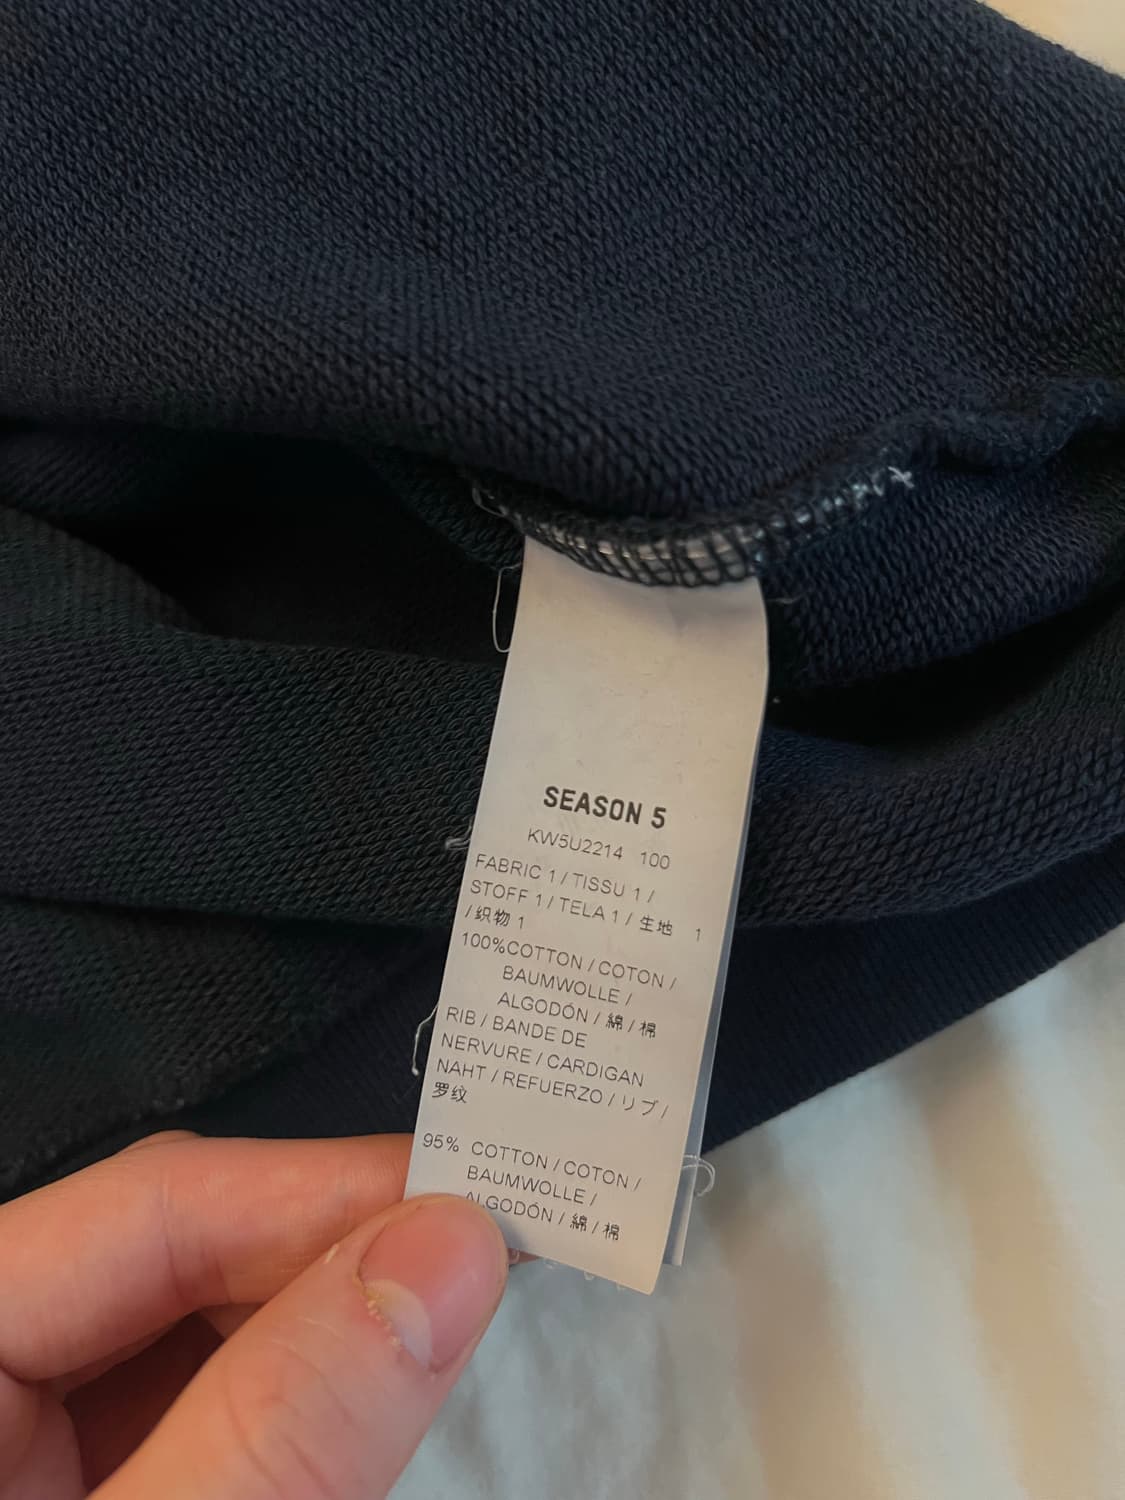 SEASON 5
KW5U2214 100
FABRIC 1 / TISSU 1 /
STOFF 1 / TELA 1 / 生地 1
/ 织物 1
100%COTTON / COTON /
BAUMWOLLE /
ALGODÓN / 綿 / 棉
RIB / BANDE DE
NERVURE / CARDIGAN
NAHT / REFUERZO / リブ /
罗纹
95% COTTON / COTON /
BAUMWOLLE /
ALGODÓN / 綿 / 棉